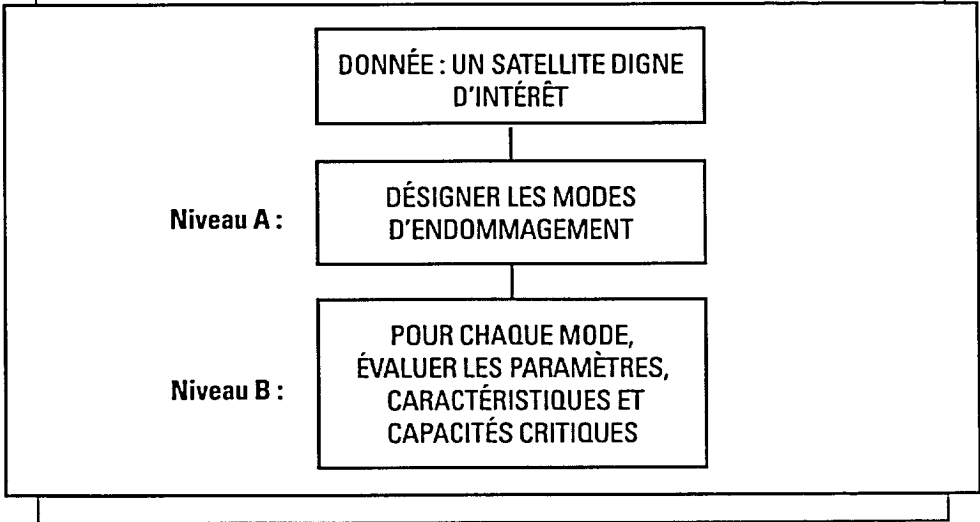 DONNÉE : UN SATELLITE DIGNE
D'INTÉRÊT
Niveau A :
DÉSIGNER LES MODES
D'ENDOMMAGEMENT
Niveau B :
POUR CHAQUE MODE,
ÉVALUER LES PARAMÈTRES,
CARACTÉRISTIQUES ET
CAPACITÉS CRITIQUES